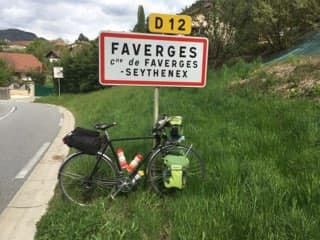 D 12
FAVERGES
cne de FAVERGES
-SEYTHENEX